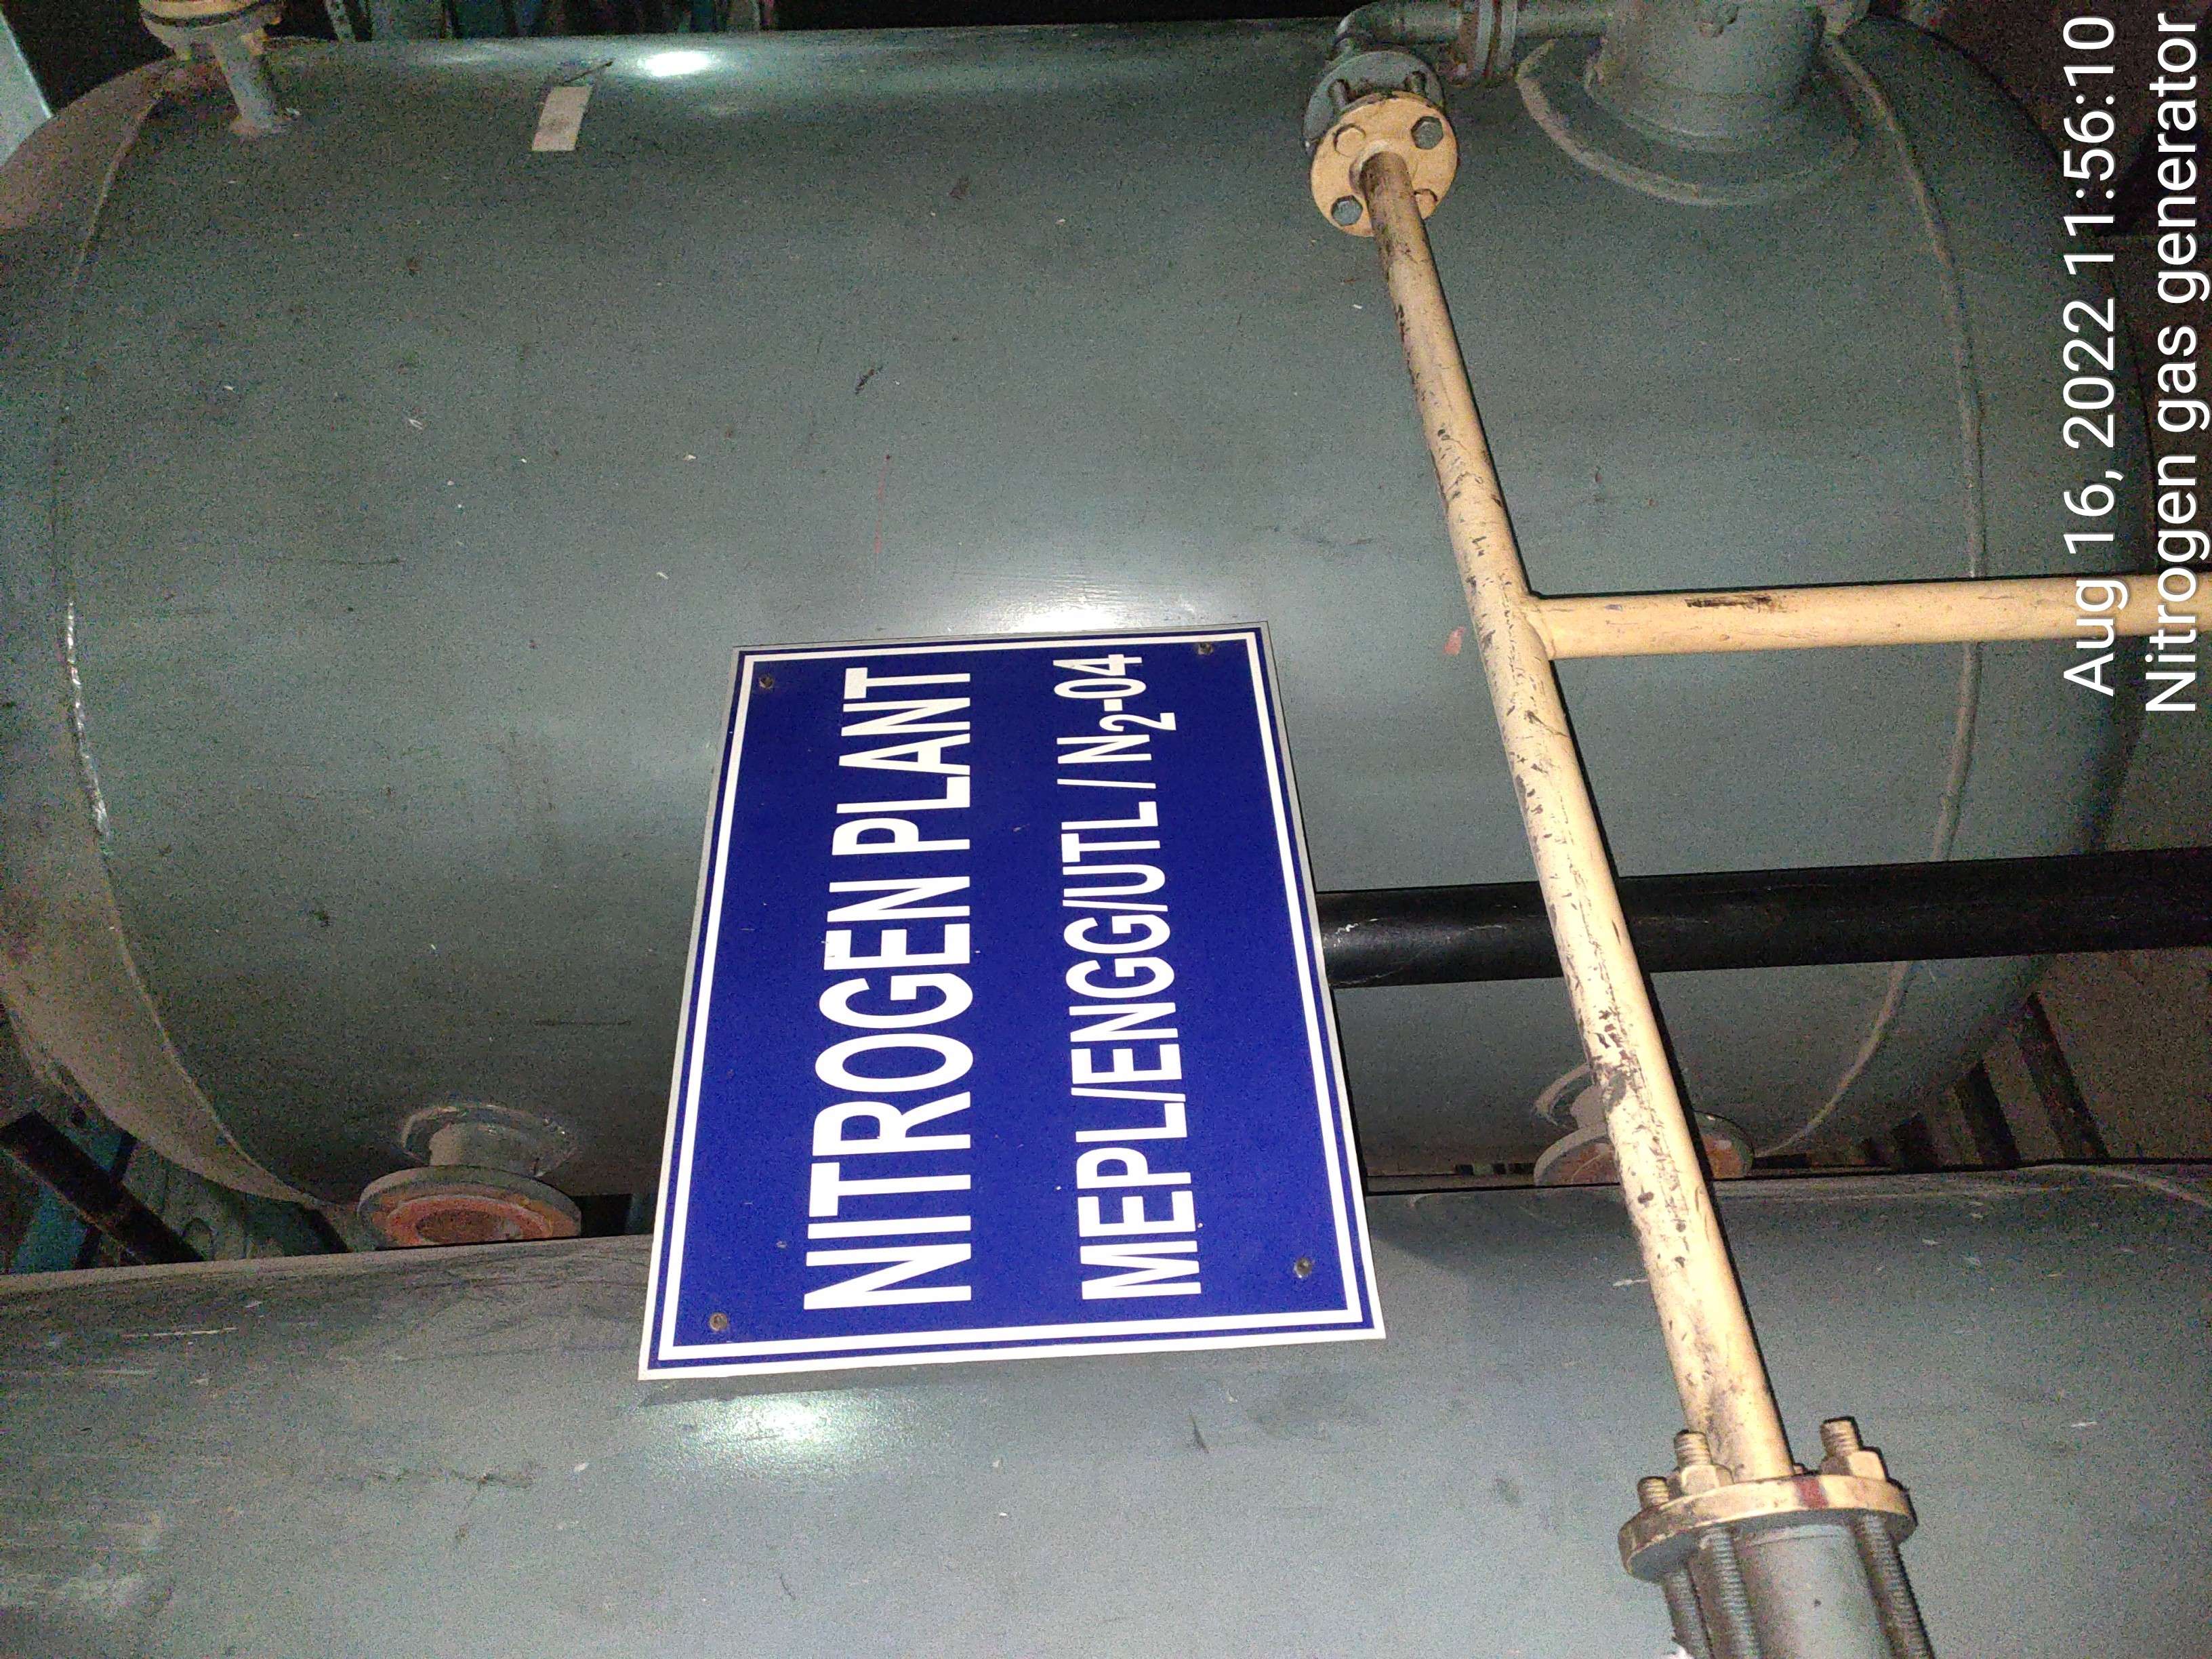 NITROGEN PLANT
MEPL/ENGG/UTL / N₂-04
Aug 16, 2022 11:56:10
Nitrogen gas generator